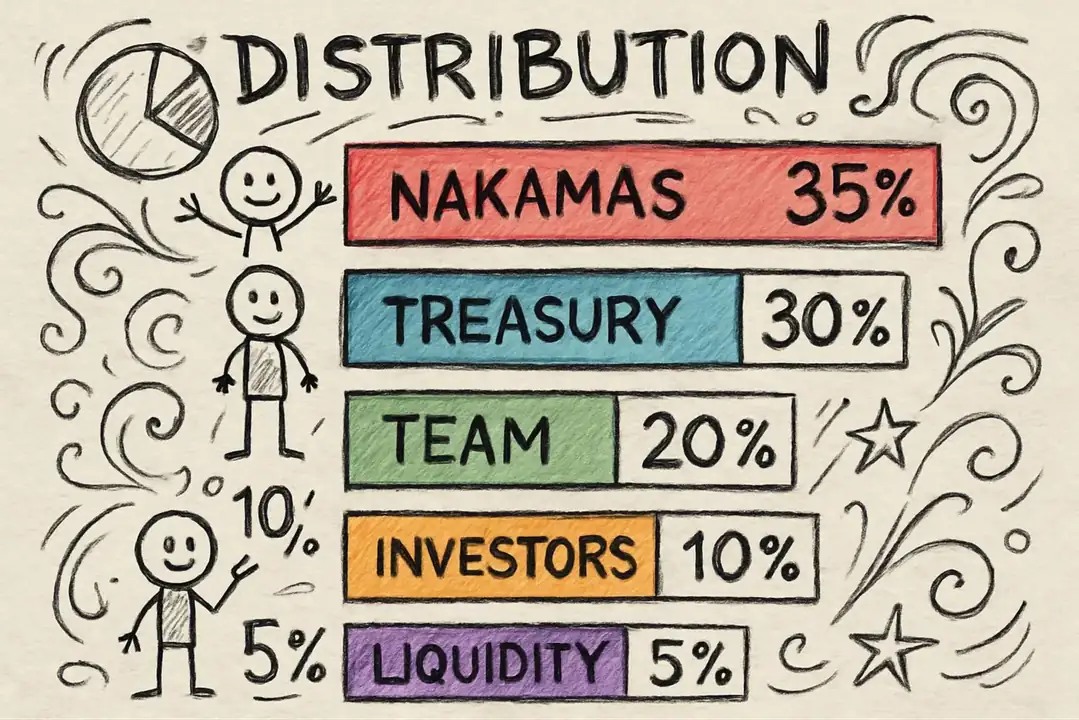 DISTRIBUTION
NAKAMAS 35%
TREASURY 30%
TEAM 20%
10%
INVESTORS 10%
5%
LIQUIDITY 5%